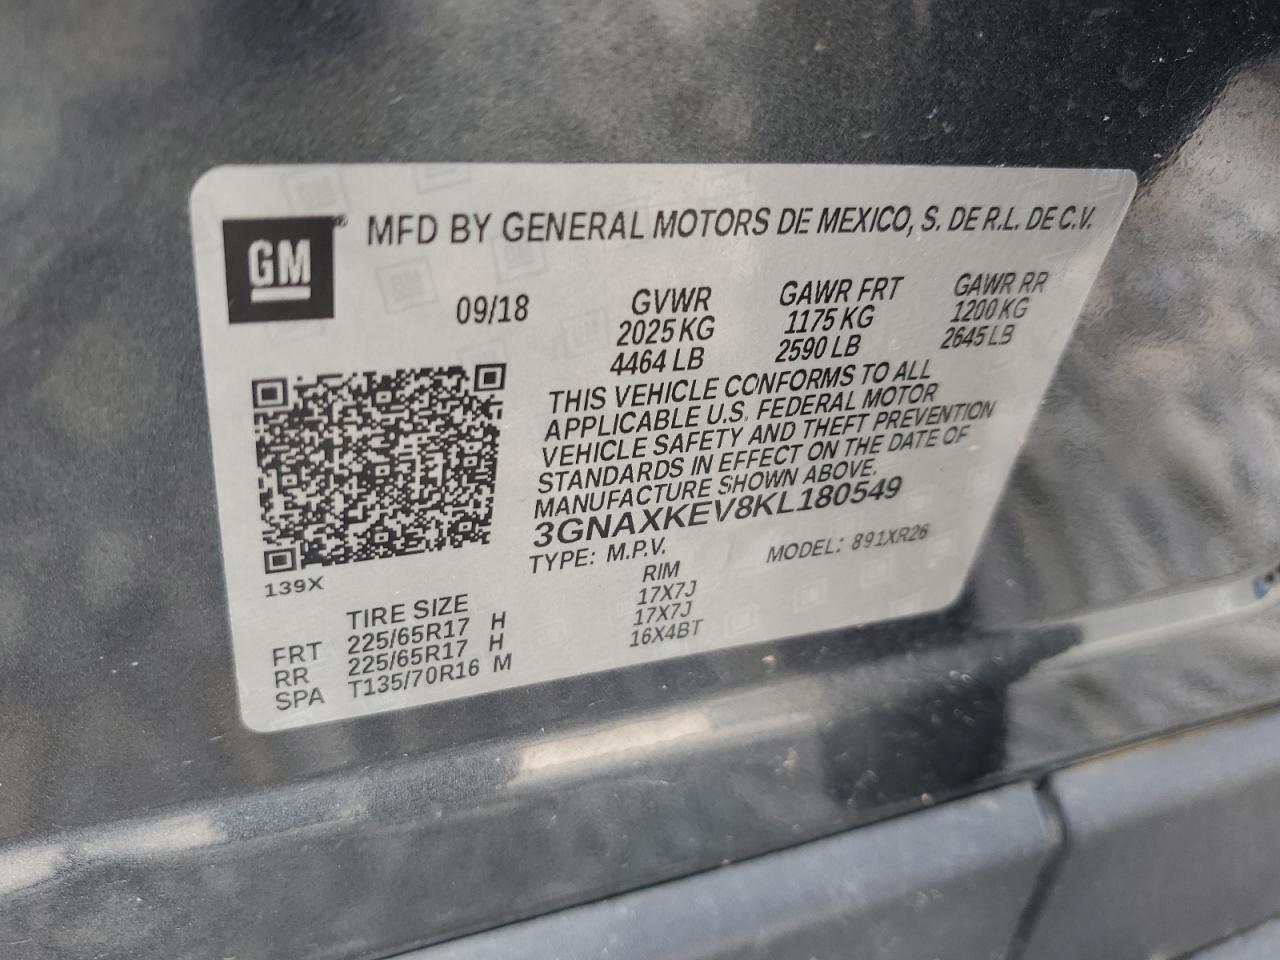 GM® MFD BY GENERAL MOTORS DE MEXICO, S. DE R.L. DE C.V.
09/18 GVWR GAWR FRT GAWR RR
2025 KG 1175 KG 1200 KG
4464 LB 2590 LB 2645 LB
THIS VEHICLE CONFORMS TO ALL
APPLICABLE U.S. FEDERAL MOTOR
VEHICLE SAFETY AND THEFT PREVENTION
STANDARDS IN EFFECT ON THE DATE OF
MANUFACTURE SHOWN ABOVE.
3GNAXKEV8KL180549
TYPE: M.P.V. MODEL: 891XR26
139X
TIRE SIZE RIM
FRT 225/65R17 H 17X7J
RR 225/65R17 H 17X7J
SPA T135/70R16 M 16X4BT